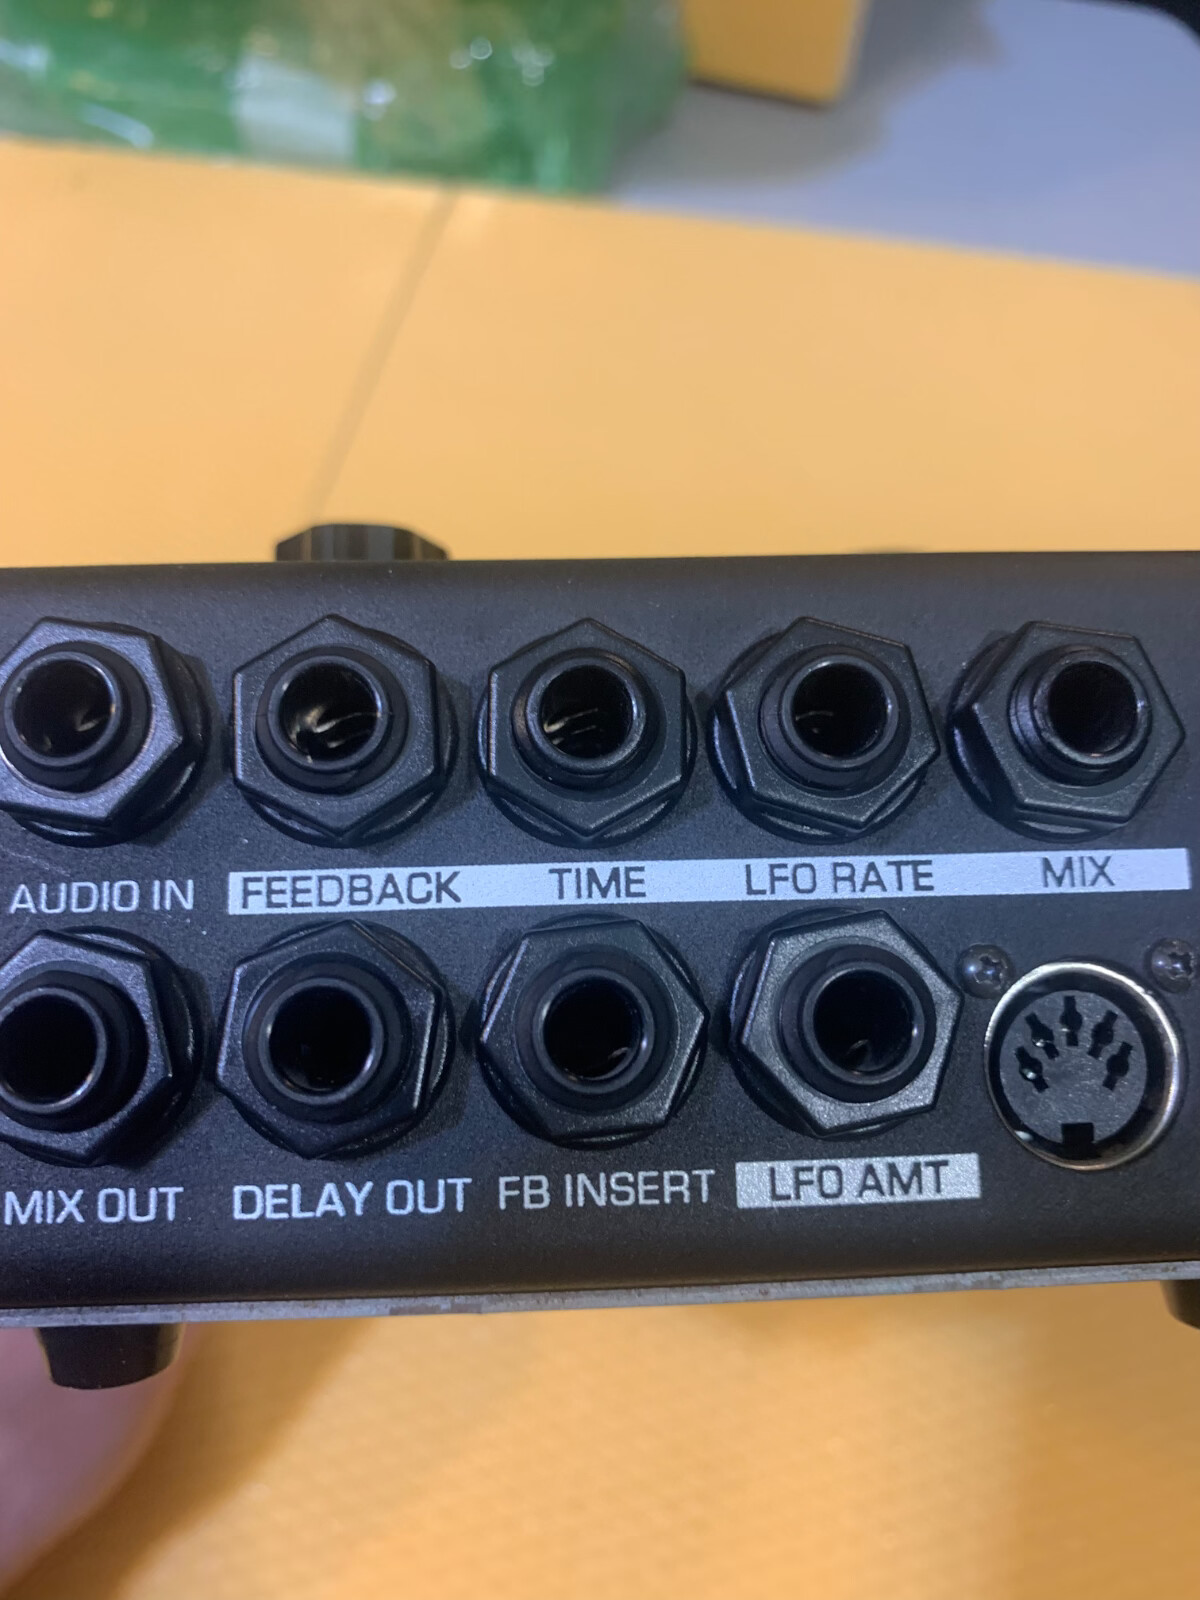 AUDIO IN FEEDBACK TIME LFO RATE MIX
MIX OUT DELAY OUT FB INSERT LFO AMT